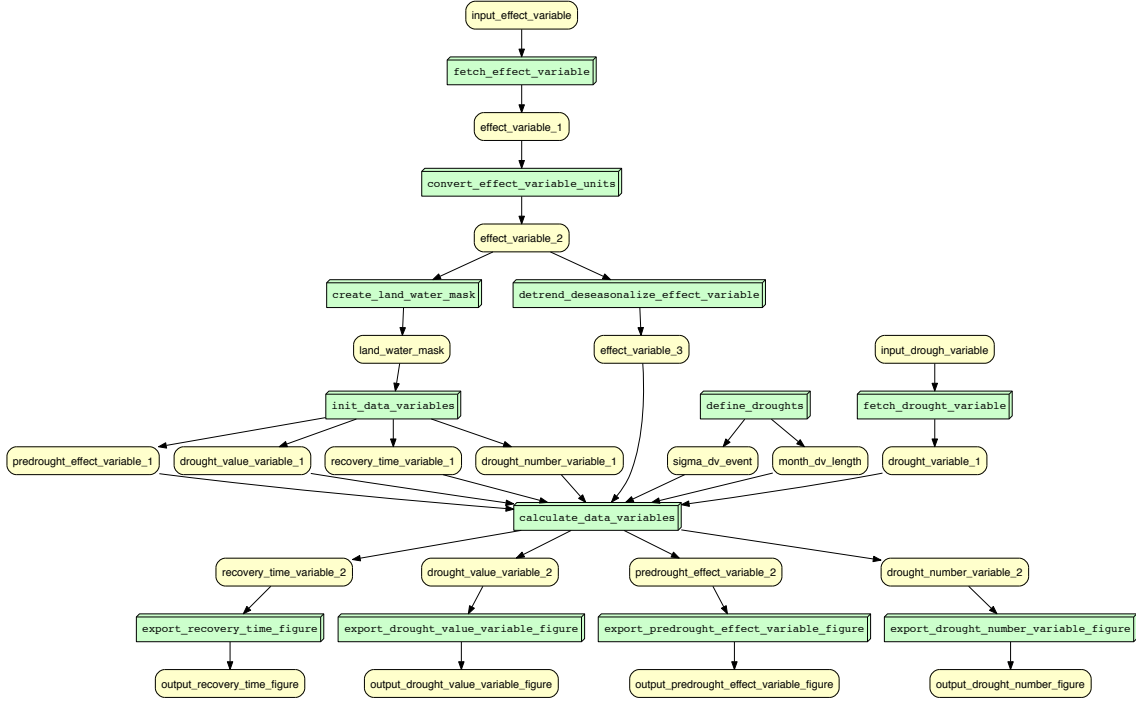 input_effect_variable
fetch_effect_variable
effect_variable_1
convert_effect_variable_units
effect_variable_2
create_land_water_mask
detrend_deseasonalize_effect_variable
land_water_mask
effect_variable_3
input_drough_variable
init_data_variables
define_droughts
fetch_drought_variable
predrought_effect_variable_1
drought_value_variable_1
recovery_time_variable_1
drought_number_variable_1
sigma_dv_event
month_dv_length
drought_variable_1
calculate_data_variables
recovery_time_variable_2
drought_value_variable_2
predrought_effect_variable_2
drought_number_variable_2
export_recovery_time_figure
export_drought_value_variable_figure
export_predrought_effect_variable_figure
export_drought_number_variable_figure
output_recovery_time_figure
output_drought_value_variable_figure
output_predrought_effect_variable_figure
output_drought_number_figure